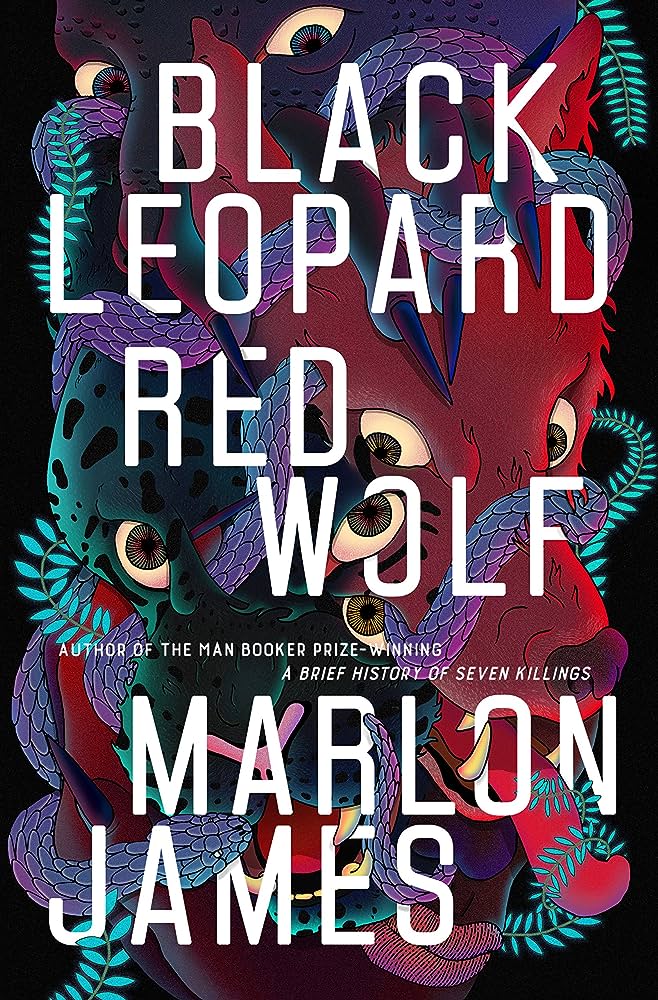 BLACK
LEOPARD
RED
WOLF
AUTHOR OF THE MAN BOOKER PRIZE-WINNING
A BRIEF HISTORY OF SEVEN KILLINGS
MARLON
JAMES